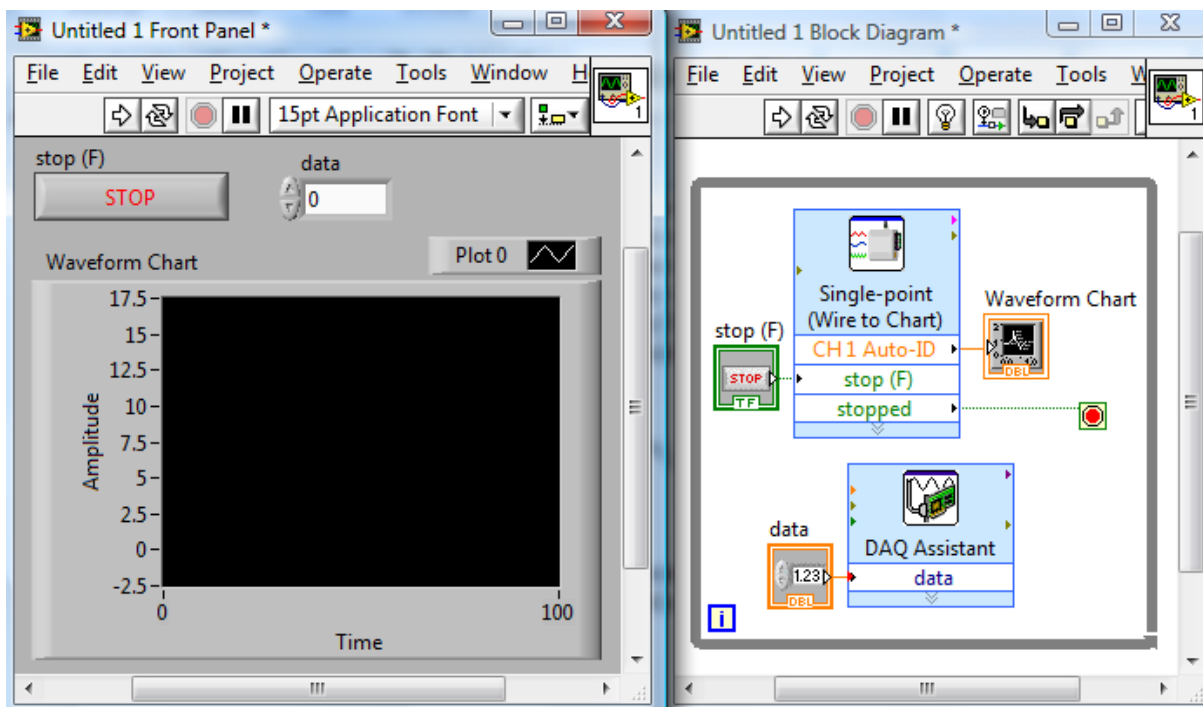 Untitled 1 Front Panel *
File Edit View Project Operate Tools Window H
15pt Application Font
1
stop (F)
STOP
data
0
Waveform Chart
Plot 0
17.5
15
12.5
10
7.5
5
2.5
0
-2.5
Amplitude
0
100
Time
Untitled 1 Block Diagram *
File Edit View Project Operate Tools W
1
Single-point
(Wire to Chart)
CH 1 Auto-ID
stop (F)
stopped
stop (F)
STOP
TF
Waveform Chart
DBL
DAQ Assistant
data
data
1.23
DBL
i